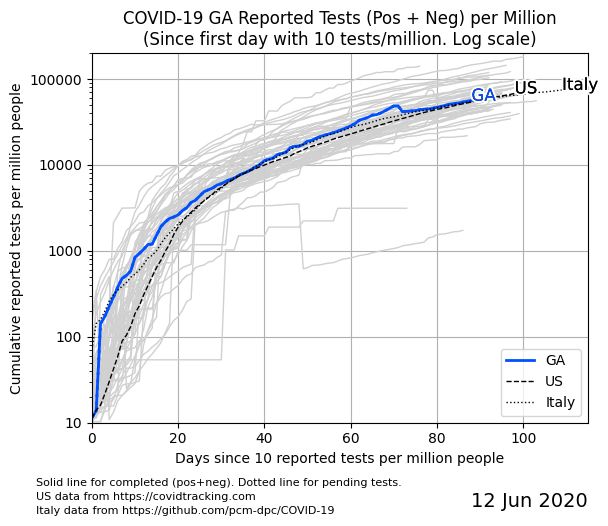 COVID-19 GA Reported Tests (Pos + Neg) per Million
(Since first day with 10 tests/million. Log scale)
Cumulative reported tests per million people
100000
10000
1000
100
10
GA
US
Italy
GA
US
Italy
0
20
40
60
80
100
Days since 10 reported tests per million people
Solid line for completed (pos+neg). Dotted line for pending tests.
US data from https://covidtracking.com
Italy data from https://github.com/pcm-dpc/COVID-19
12 Jun 2020